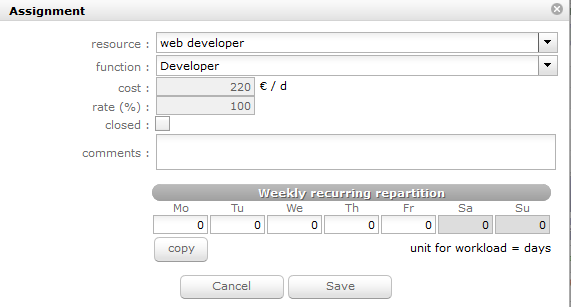 Assignment
resource : web developer
function : Developer
cost : 220 € / d
rate (%) : 100
closed :
comments :
Weekly recurring repartition
Mo Tu We Th Fr Sa Su
0 0 0 0 0 0 0
copy unit for workload = days
Cancel Save